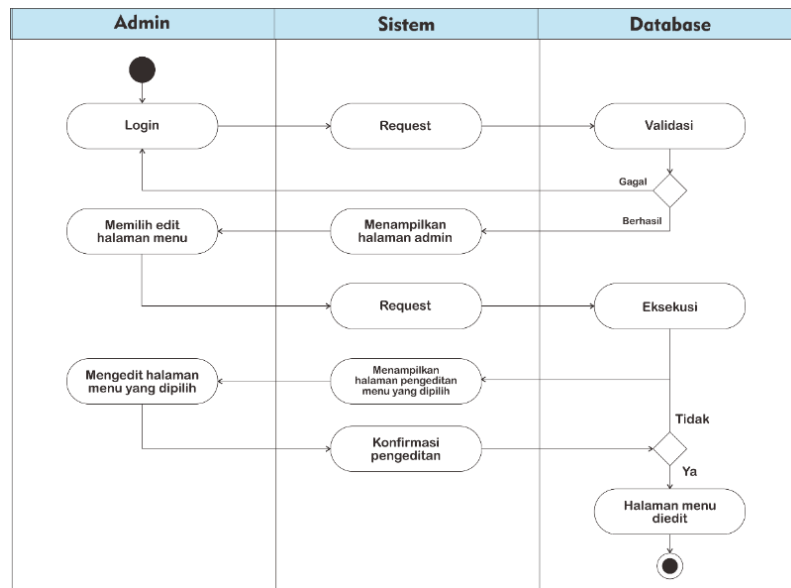 Admin
Sistem
Database
Login
Request
Validasi
Gagal
Berhasil
Memilih edit
halaman menu
Menampilkan
halaman admin
Request
Eksekusi
Mengedit halaman
menu yang dipilih
Menampilkan
halaman pengeditan
menu yang dipilih
Tidak
Konfirmasi
pengeditan
Ya
Halaman menu
diedit